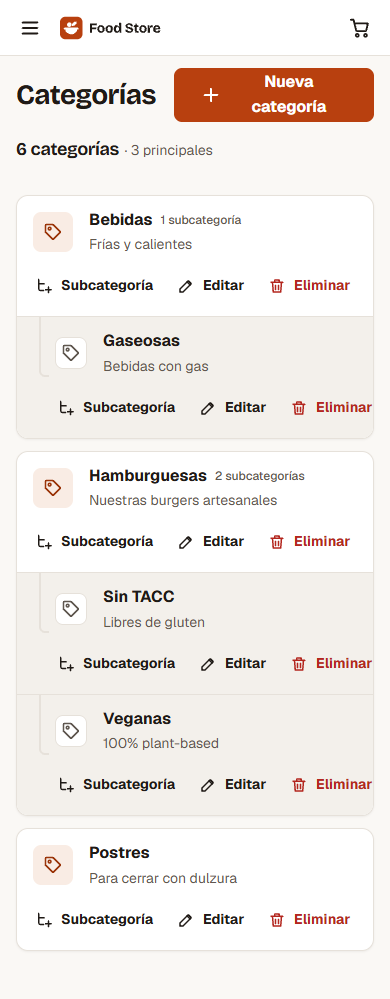 Food Store
Categorías
Nueva
categoría
6 categorías · 3 principales
Bebidas 1 subcategoría
Frías y calientes
Subcategoría Editar Eliminar
Gaseosas
Bebidas con gas
Subcategoría Editar Eliminar
Hamburguesas 2 subcategorías
Nuestras burgers artesanales
Subcategoría Editar Eliminar
Sin TACC
Libres de gluten
Subcategoría Editar Eliminar
Veganas
100% plant-based
Subcategoría Editar Eliminar
Postres
Para cerrar con dulzura
Subcategoría Editar Eliminar